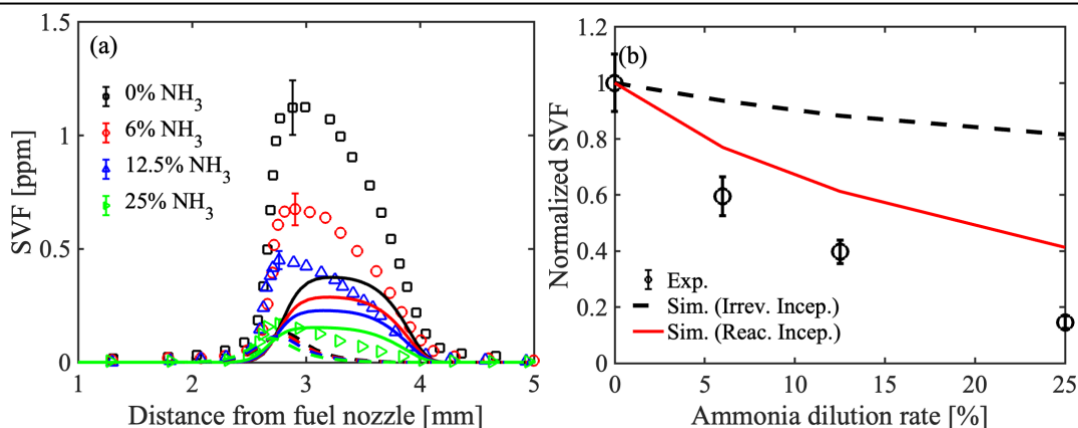 (a)
0% NH3
6% NH3
12.5% NH3
25% NH3
SVF [ppm]
1.5
1
0.5
0
1 2 3 4 5
Distance from fuel nozzle [mm]
(b)
Normalized SVF
1.2
1
0.8
0.6
0.4
0.2
0
Exp.
Sim. (Irrev. Incep.)
Sim. (Reac. Incep.)
0 5 10 15 20 25
Ammonia dilution rate [%]